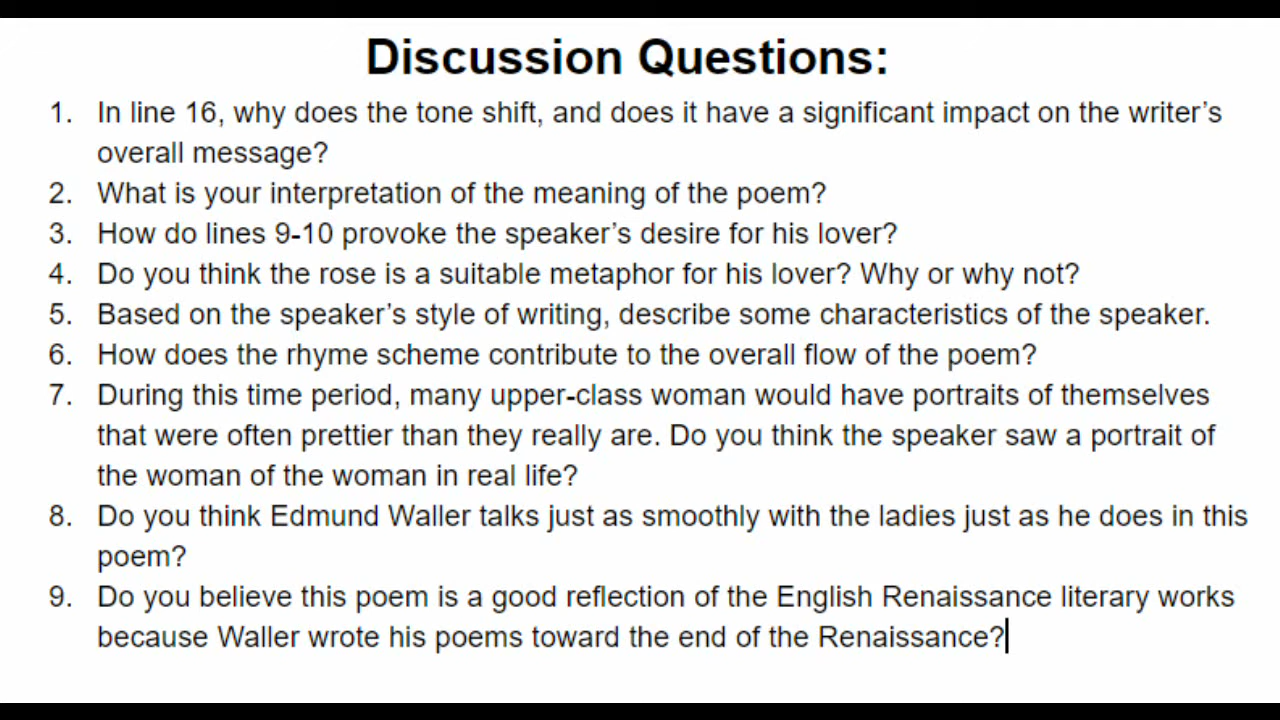 Discussion Questions:
1. In line 16, why does the tone shift, and does it have a significant impact on the writer's
overall message?
2. What is your interpretation of the meaning of the poem?
3. How do lines 9-10 provoke the speaker's desire for his lover?
4. Do you think the rose is a suitable metaphor for his lover? Why or why not?
5. Based on the speaker's style of writing, describe some characteristics of the speaker.
6. How does the rhyme scheme contribute to the overall flow of the poem?
7. During this time period, many upper-class woman would have portraits of themselves
that were often prettier than they really are. Do you think the speaker saw a portrait of
the woman of the woman in real life?
8. Do you think Edmund Waller talks just as smoothly with the ladies just as he does in this
poem?
9. Do you believe this poem is a good reflection of the English Renaissance literary works
because Waller wrote his poems toward the end of the Renaissance?